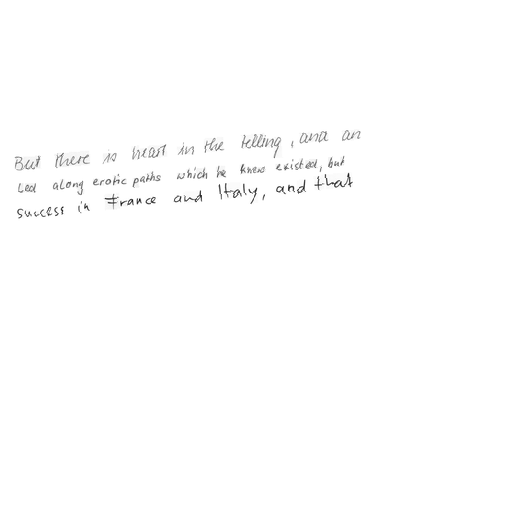 But there is heart in the telling, and an
Led along erotic paths which he knew existed, but
success in France and Italy, and that